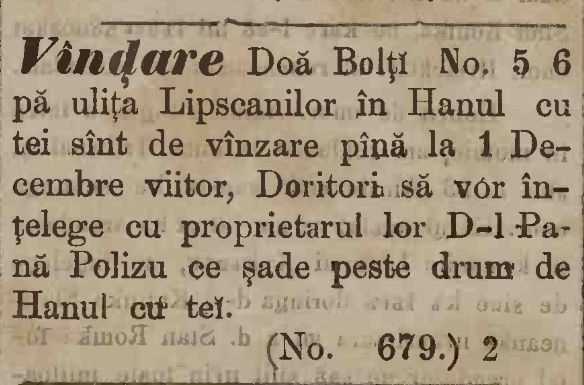 Vîndare Doă Bolţĭ No. 5 6
pă uliţa Lipscanilor în Hanul cu
tei sînt de vînzare pînă la 1 De-
cembre viitor, Doritorĭ să vor în-
ţelege cu proprietarul lor D-l Pa-
nă Polizu ce şade peste drum de
Hanul cu teĭ.
(No. 679.) 2